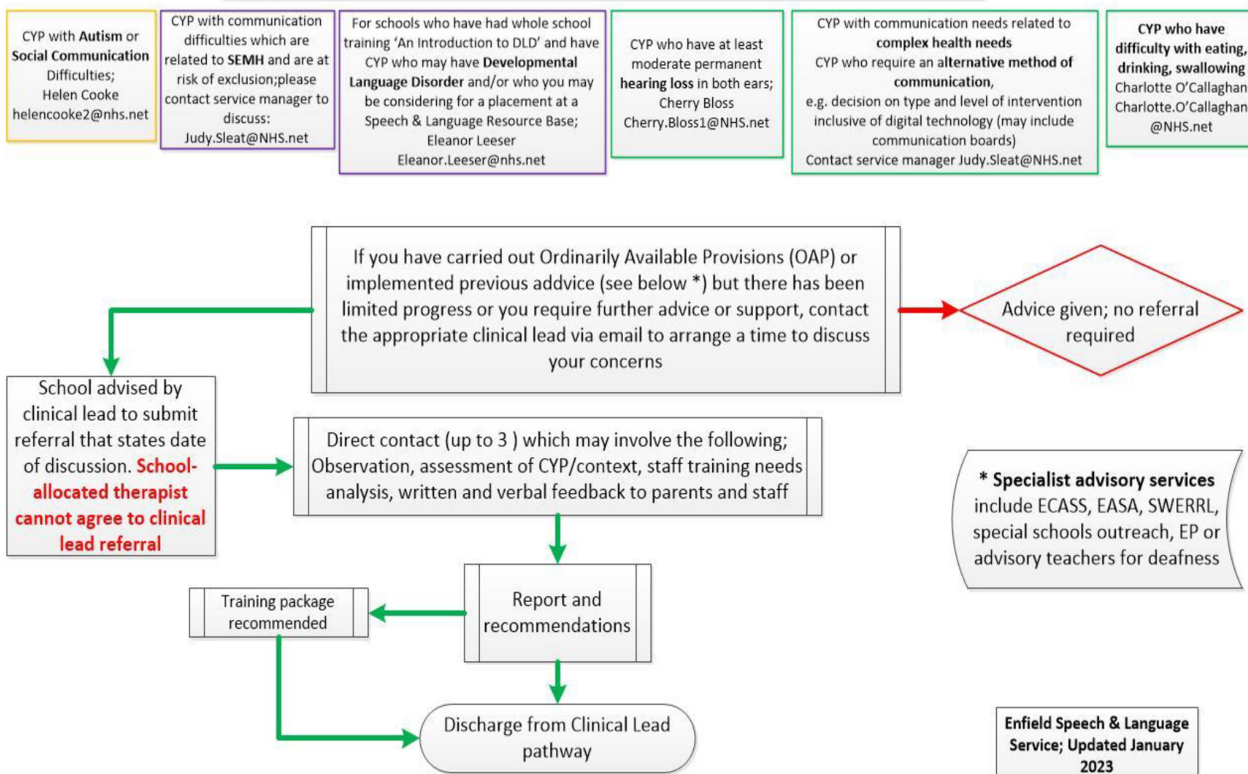 CYP with Autism or
Social Communication
Difficulties;
Helen Cooke
helencooke2@nhs.net
CYP with communication
difficulties which are
related to SEMH and are at
risk of exclusion;please
contact service manager to
discuss:
Judy.Sleat@NHS.net
For schools who have had whole school
training ‘An Introduction to DLD’ and have
CYP who may have Developmental
Language Disorder and/or who you may
be considering for a placement at a
Speech & Language Resource Base;
Eleanor Leeser
Eleanor.Leeser@nhs.net
CYP who have at least
moderate permanent
hearing loss in both ears;
Cherry Bloss
Cherry.Bloss1@NHS.net
CYP with communication needs related to
complex health needs
CYP who require an alternative method of
communication,
e.g. decision on type and level of intervention
inclusive of digital technology (may include
communication boards)
Contact service manager Judy.Sleat@NHS.net
CYP who have
difficulty with eating,
drinking, swallowing
Charlotte O’Callaghan
Charlotte.O’Callaghan
@NHS.net
If you have carried out Ordinarily Available Provisions (OAP) or
implemented previous addvice (see below *) but there has been
limited progress or you require further advice or support, contact
the appropriate clinical lead via email to arrange a time to discuss
your concerns
Advice given; no referral
required
School advised by
clinical lead to submit
referral that states date
of discussion. School-
allocated therapist
cannot agree to clinical
lead referral
Direct contact (up to 3 ) which may involve the following;
Observation, assessment of CYP/context, staff training needs
analysis, written and verbal feedback to parents and staff
* Specialist advisory services
include ECASS, EASA, SWERRL,
special schools outreach, EP or
advisory teachers for deafness
Training package
recommended
Report and
recommendations
Discharge from Clinical Lead
pathway
Enfield Speech & Language
Service; Updated January
2023